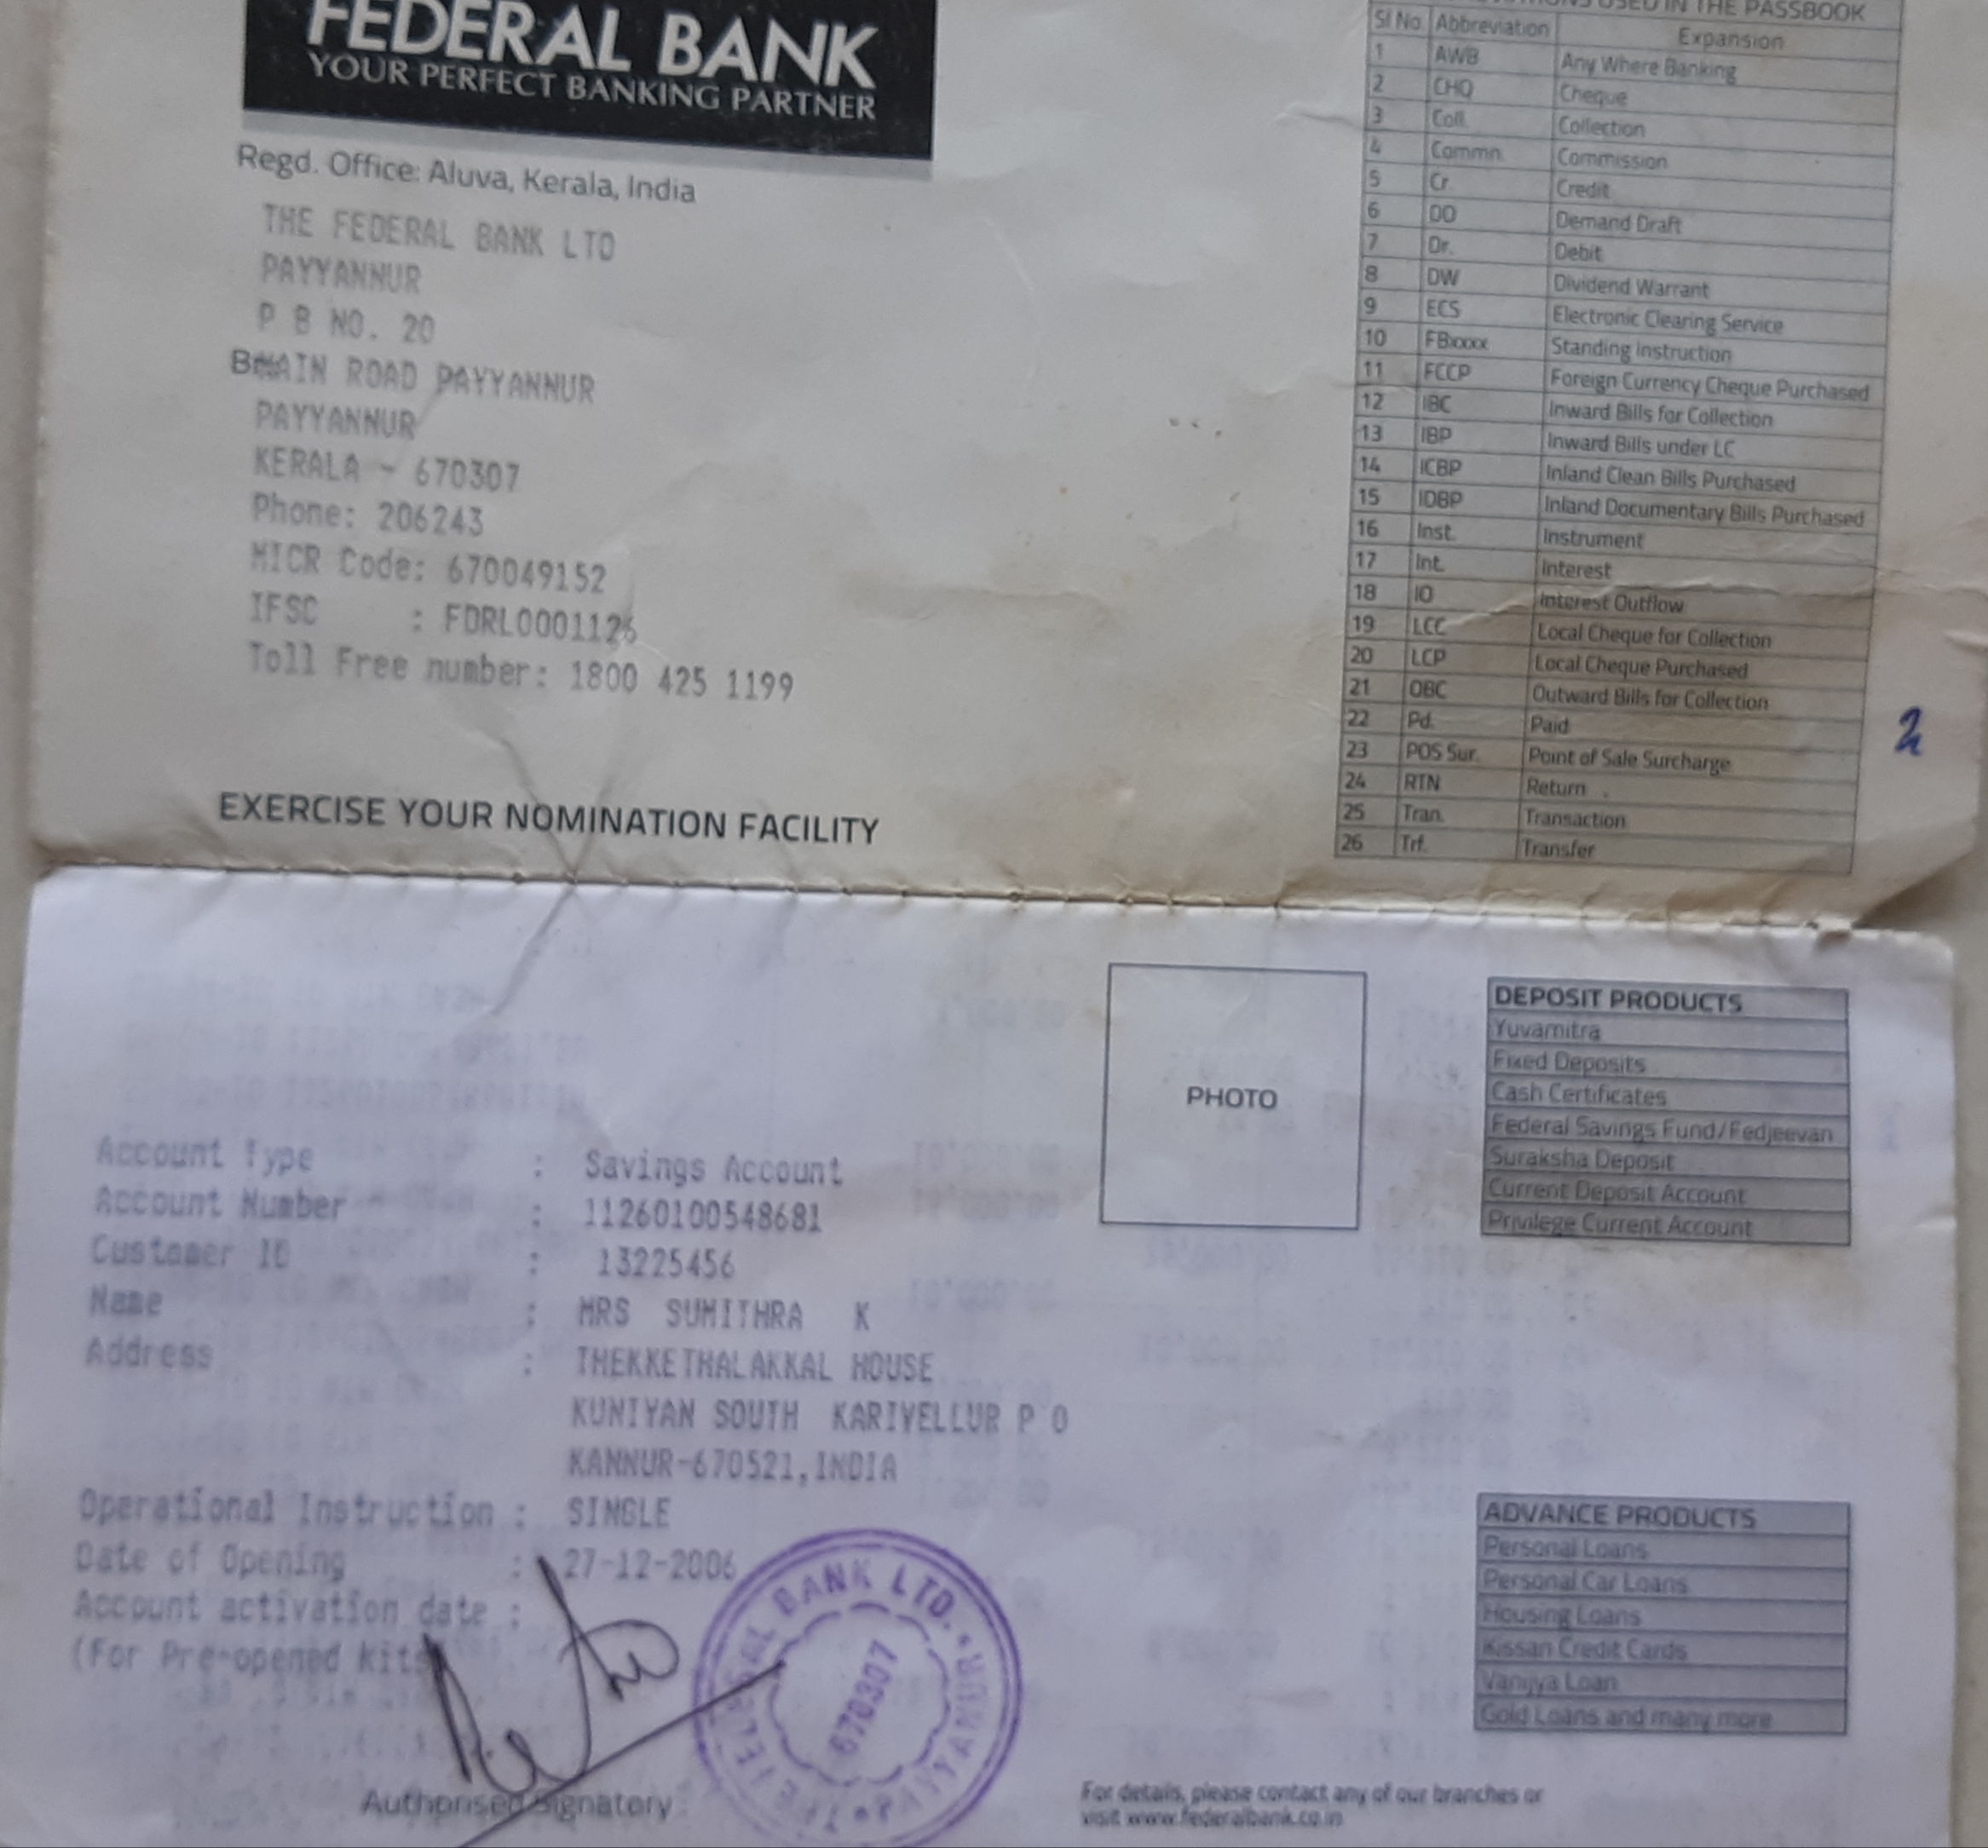 FEDERAL BANK
YOUR PERFECT BANKING PARTNER
Regd. Office: Aluva, Kerala, India
THE FEDERAL BANK LTD
PAYYANNUR
P B NO. 20
MAIN ROAD PAYYANNUR
PAYYANNUR
KERALA - 670307
Phone: 206243
MICR Code: 670049152
IFSC : FDRL0001126
Toll Free number: 1800 425 1199
EXERCISE YOUR NOMINATION FACILITY
USED IN THE PASSBOOK
Sl No Abbreviation Expansion
1 AWB Any Where Banking
2 CHQ Cheque
3 Coll. Collection
4 Commn. Commission
5 Cr. Credit
6 DD Demand Draft
7 Dr. Debit
8 DW Dividend Warrant
9 ECS Electronic Clearing Service
10 FBxxxx Standing Instruction
11 FCCP Foreign Currency Cheque Purchased
12 IBC Inward Bills for Collection
13 IBP Inward Bills under LC
14 ICBP Inland Clean Bills Purchased
15 IDBP Inland Documentary Bills Purchased
16 Inst. Instrument
17 Int. Interest
18 IO Interest Outflow
19 LCC Local Cheque for Collection
20 LCP Local Cheque Purchased
21 OBC Outward Bills for Collection
22 Pd. Paid
23 POS Sur. Point of Sale Surcharge
24 RTN Return
25 Tran. Transaction
26 Trf. Transfer
2
PHOTO
DEPOSIT PRODUCTS
Yuvamitra
Fixed Deposits
Cash Certificates
Federal Savings Fund/Fedjeevan
Suraksha Deposit
Current Deposit Account
Privilege Current Account
Account Type : Savings Account
Account Number : 11260100548681
Customer ID : 13225456
Name : MRS SUMITHRA K
Address : THEKKETHALAKKAL HOUSE
KUNIYAN SOUTH KARIVELLUR P O
KANNUR-670521,INDIA
Operational Instruction : SINGLE
Date of Opening : 27-12-2006
Account activation date :
(For Pre-opened kits
THE FEDERAL BANK LTD. PAYYANNUR
670307
Authorised Signatory
ADVANCE PRODUCTS
Personal Loans
Personal Car Loans
Housing Loans
Kissan Credit Cards
Vanijya Loan
Gold Loans and many more
For details, please contact any of our branches or
visit www.federalbank.co.in